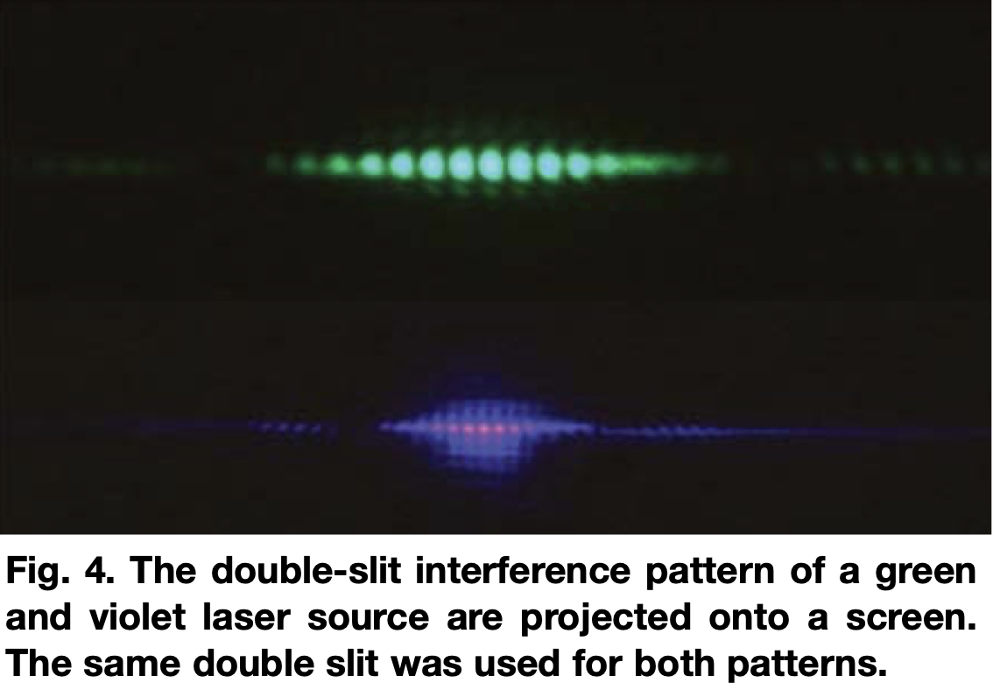 Fig. 4. The double-slit interference pattern of a green
and violet laser source are projected onto a screen.
The same double slit was used for both patterns.